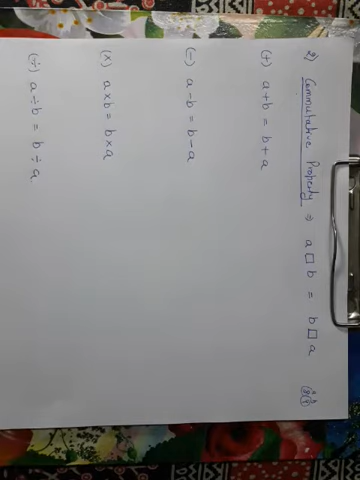 2) Commutative Property ⇒ a □ b = b □ a
(+) a + b = b + a
(−) a − b = b − a
(×) a × b = b × a
(÷) a ÷ b = b ÷ a